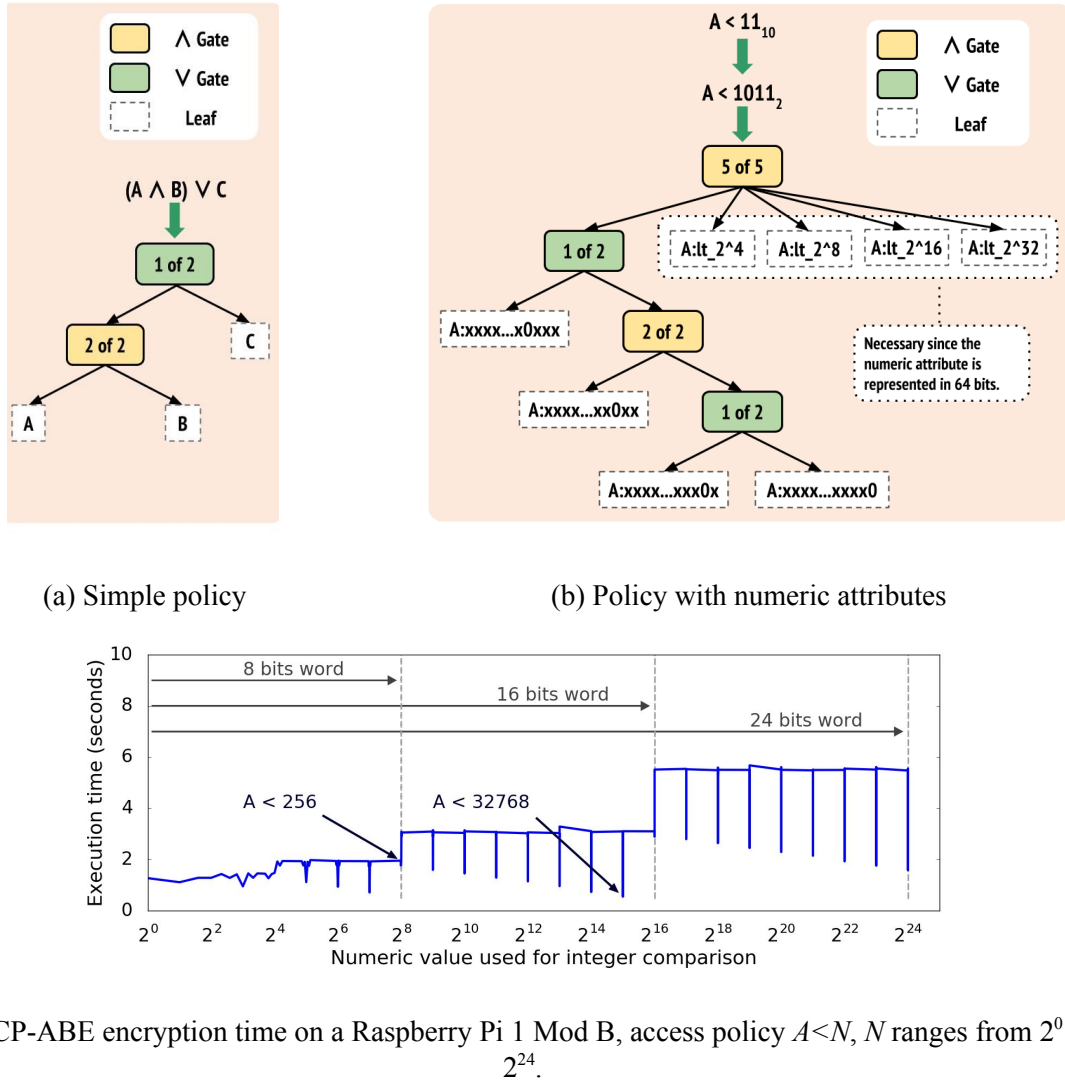 ∧ Gate
∨ Gate
Leaf
(A ∧ B) ∨ C
1 of 2
2 of 2
C
A
B
A < 11₁₀
A < 1011₂
∧ Gate
∨ Gate
Leaf
5 of 5
1 of 2
A:lt_2^4
A:lt_2^8
A:lt_2^16
A:lt_2^32
A:xxxx...x0xxx
2 of 2
Necessary since the
numeric attribute is
represented in 64 bits.
A:xxxx...xx0xx
1 of 2
A:xxxx...xxx0x
A:xxxx...xxxx0
(a) Simple policy
(b) Policy with numeric attributes
Execution time (seconds)
10
8
6
4
2
0
8 bits word
16 bits word
24 bits word
A < 256
A < 32768
2⁰ 2² 2⁴ 2⁶ 2⁸ 2¹⁰ 2¹² 2¹⁴ 2¹⁶ 2¹⁸ 2²⁰ 2²² 2²⁴
Numeric value used for integer comparison
CP-ABE encryption time on a Raspberry Pi 1 Mod B, access policy A<N, N ranges from 2⁰
2²⁴.